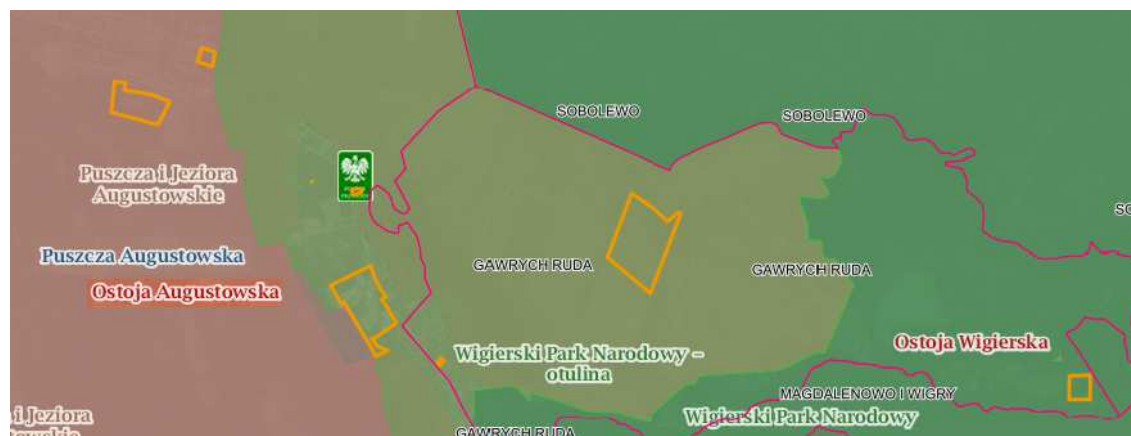 SOBOLEWO
SOBOLEWO
Puszcza i Jeziora
Augustowskie
Puszcza Augustowska
GAWRYCH RUDA
GAWRYCH RUDA
Ostoja Augustowska
Ostoja Wigierska
Wigierski Park Narodowy –
otulina
MAGDALENOWO I WIGRY
i Jeziora
Wigierski Park Narodowy
GAWRYCH RUDA